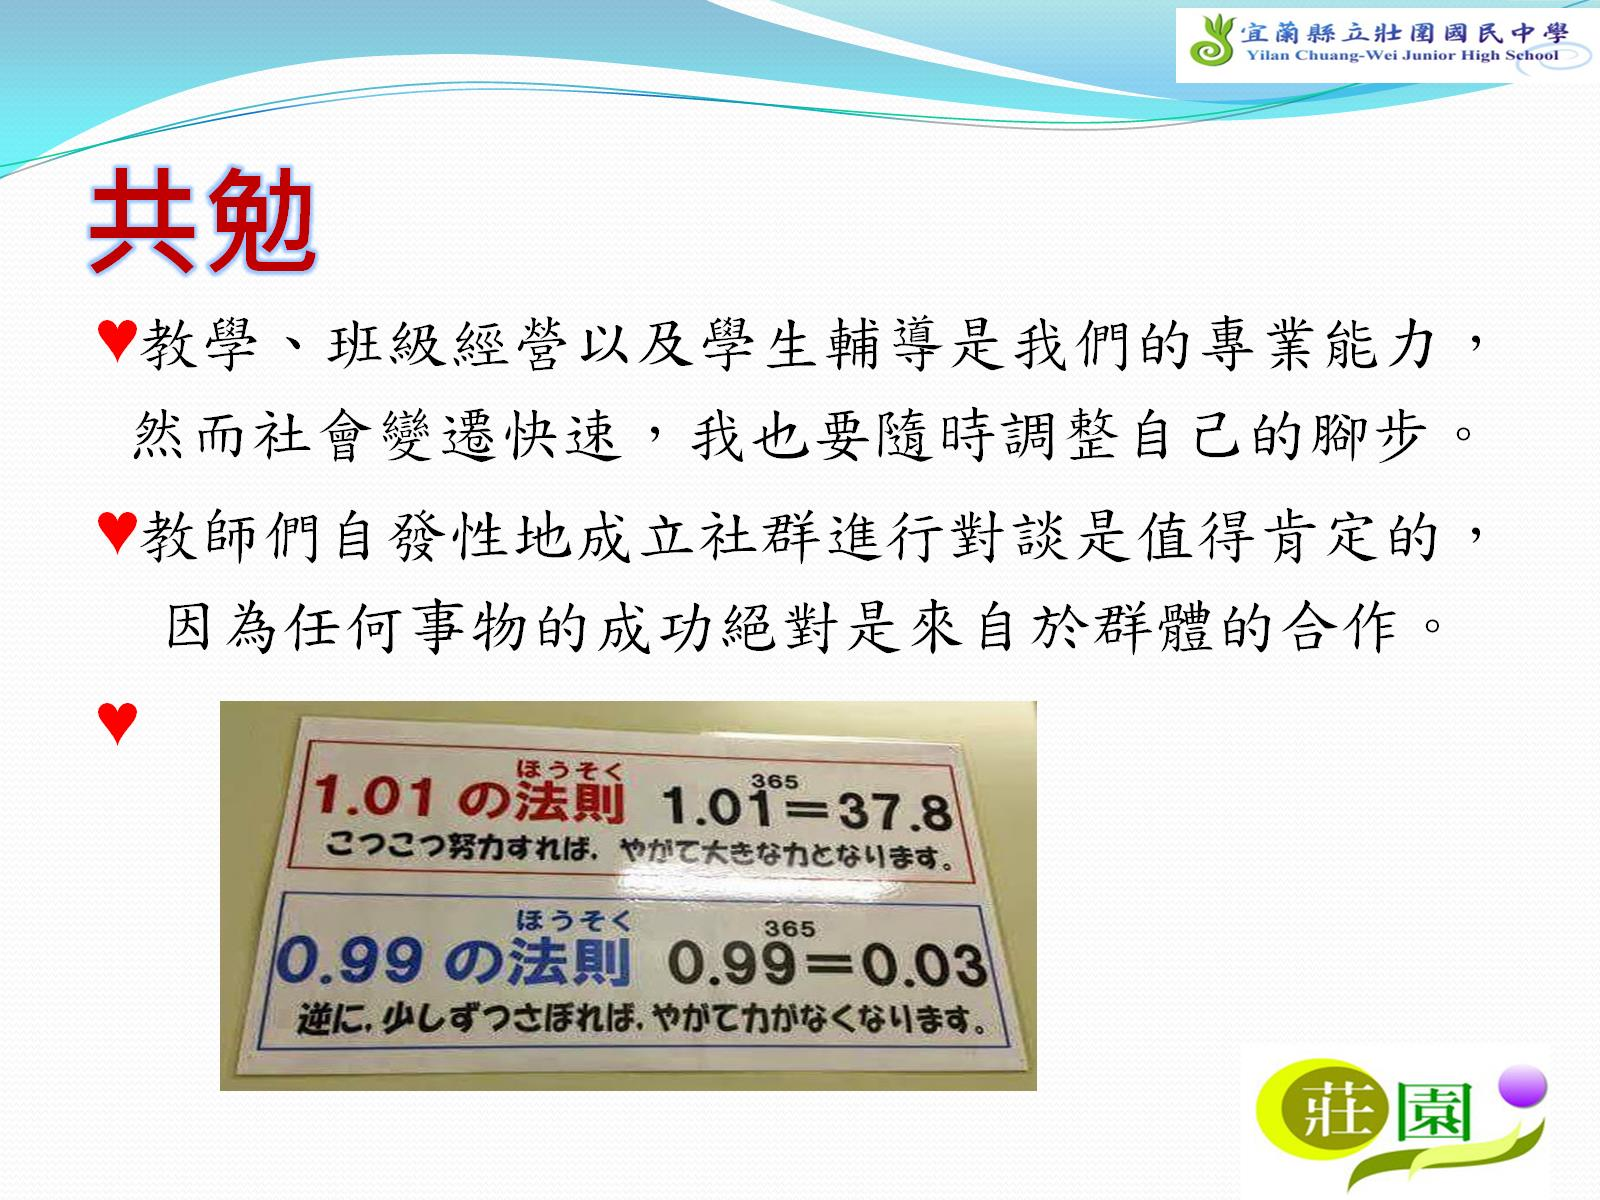 宜蘭縣立壯圍國民中學
Yilan Chuang-Wei Junior High School
共勉
♥教學、班級經營以及學生輔導是我們的專業能力，
然而社會變遷快速，我也要隨時調整自己的腳步。
♥教師們自發性地成立社群進行對談是值得肯定的，
因為任何事物的成功絕對是來自於群體的合作。
♥
ほうそく
1.01の法則 1.01³⁶⁵＝37.8
こつこつ努力すれば，やがて大きな力となります。
ほうそく
0.99の法則 0.99³⁶⁵＝0.03
逆に，少しずつさぼれば，やがて力がなくなります。
莊園